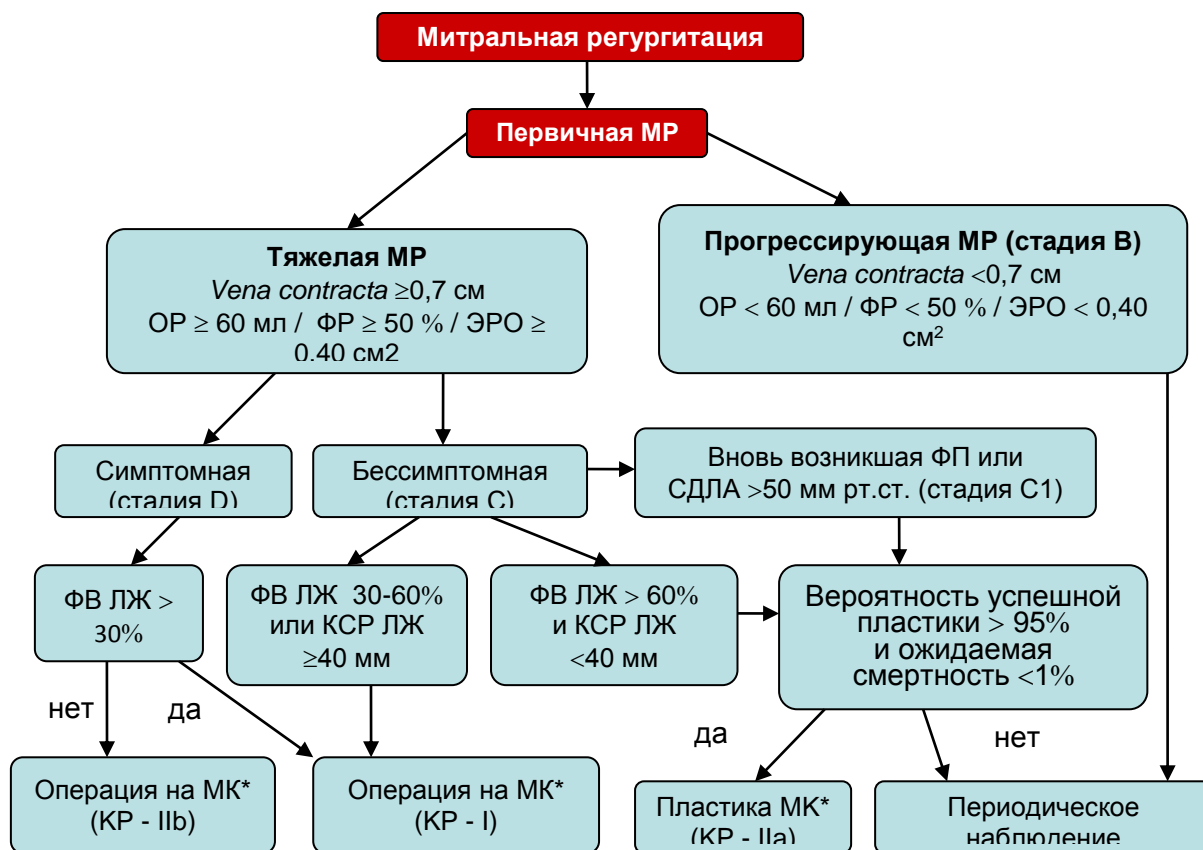 Митральная регургитация
Первичная МР
Тяжелая МР
Vena contracta ≥0,7 см
ОР ≥ 60 мл / ФР ≥ 50 % / ЭРО ≥
0.40 см2
Прогрессирующая МР (стадия В)
Vena contracta <0,7 см
ОР < 60 мл / ФР < 50 % / ЭРО < 0,40
см²
Симптомная
(стадия D)
Бессимптомная
(стадия С)
Вновь возникшая ФП или
СДЛА >50 мм рт.ст. (стадия С1)
ФВ ЛЖ >
30%
ФВ ЛЖ 30-60%
или КСР ЛЖ
≥40 мм
ФВ ЛЖ > 60%
и КСР ЛЖ
<40 мм
Вероятность успешной
пластики > 95%
и ожидаемая
смертность <1%
нет
да
да
нет
Операция на МК*
(КР - IIb)
Операция на МК*
(КР - I)
Пластика МК*
(КР - IIa)
Периодическое
наблюдение